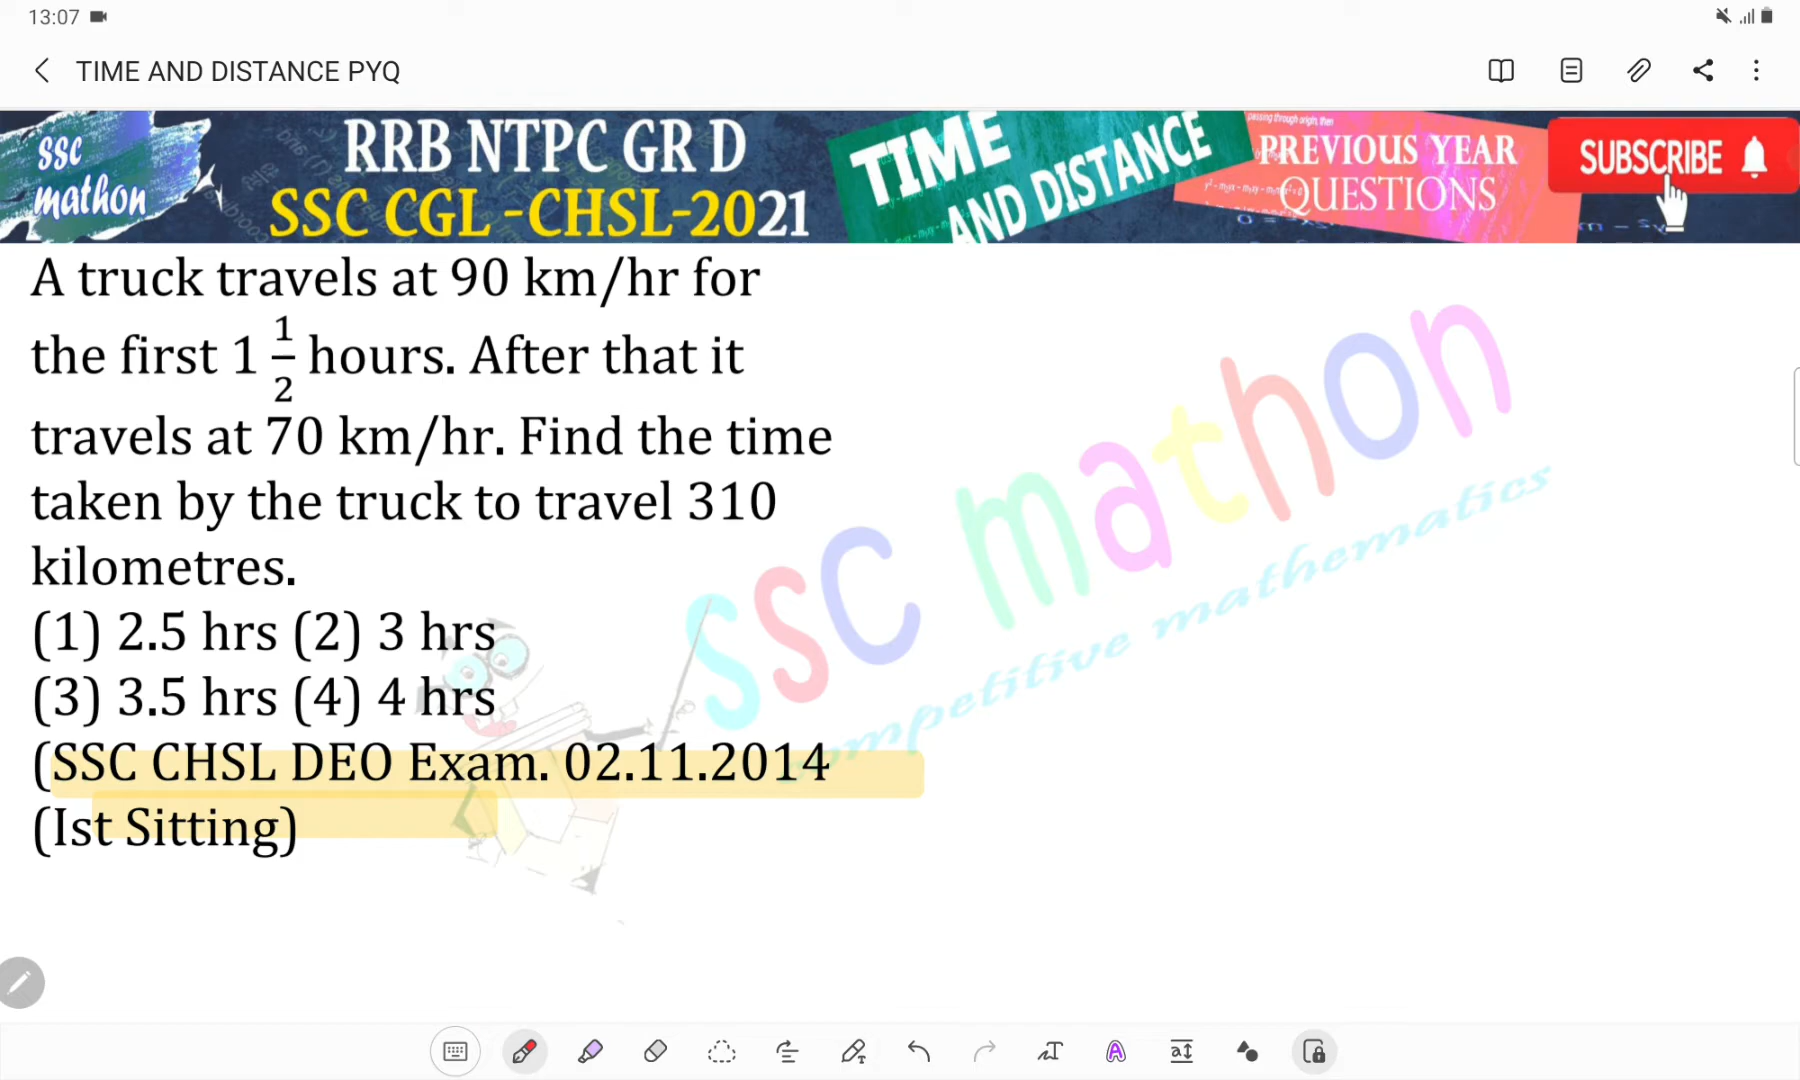 13:07
TIME AND DISTANCE PYQ
SSC
mathon
RRB NTPC GR D
SSC CGL -CHSL-2021
TIME
AND DISTANCE
passing through origin, then
PREVIOUS YEAR
QUESTIONS
SUBSCRIBE
A truck travels at 90 km/hr for
the first 1 1/2 hours. After that it
travels at 70 km/hr. Find the time
taken by the truck to travel 310
kilometres.
(1) 2.5 hrs (2) 3 hrs
(3) 3.5 hrs (4) 4 hrs
(SSC CHSL DEO Exam. 02.11.2014
(Ist Sitting)
SSC mathon
competitive mathematics